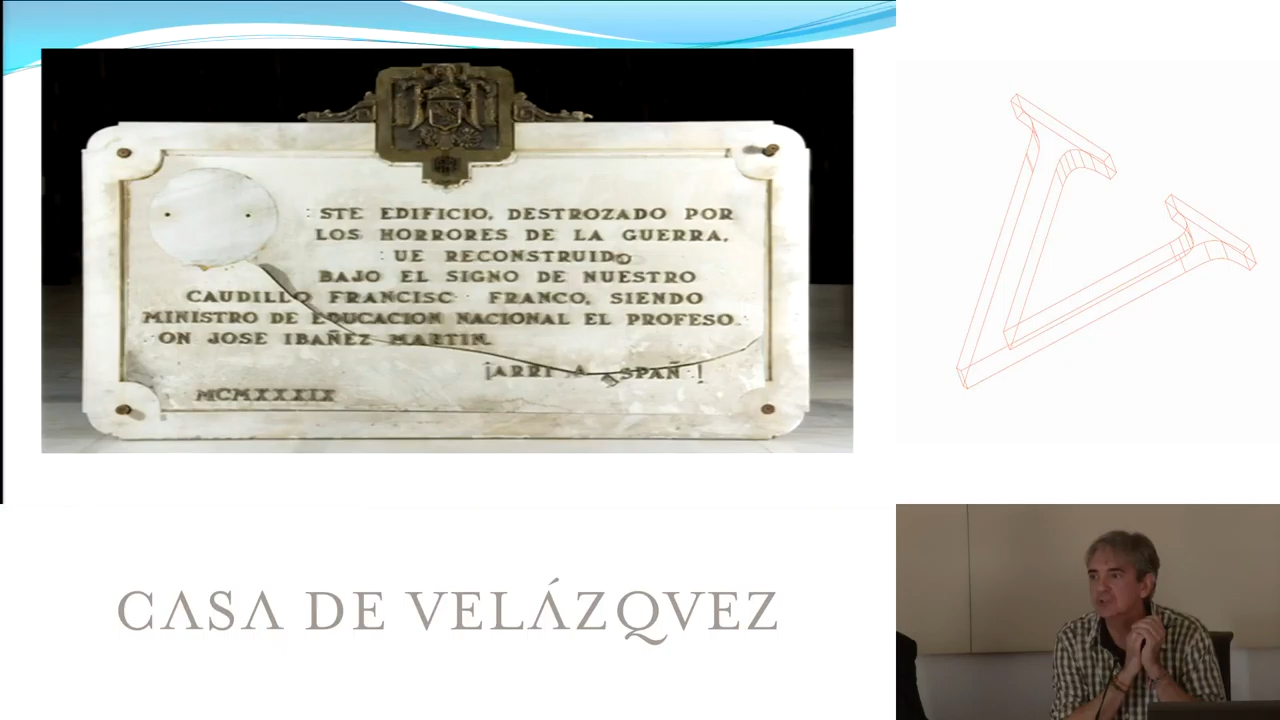 STE EDIFICIO, DESTROZADO POR
LOS HORRORES DE LA GUERRA,
UE RECONSTRUIDO
BAJO EL SIGNO DE NUESTRO
CAUDILLO FRANCISC FRANCO, SIENDO
MINISTRO DE EDUCACION NACIONAL EL PROFESO
ON JOSE IBAÑEZ MARTIN.
¡ARRI A SPAÑ !
MCMXXXIX
CASA DE VELÁZQVEZ